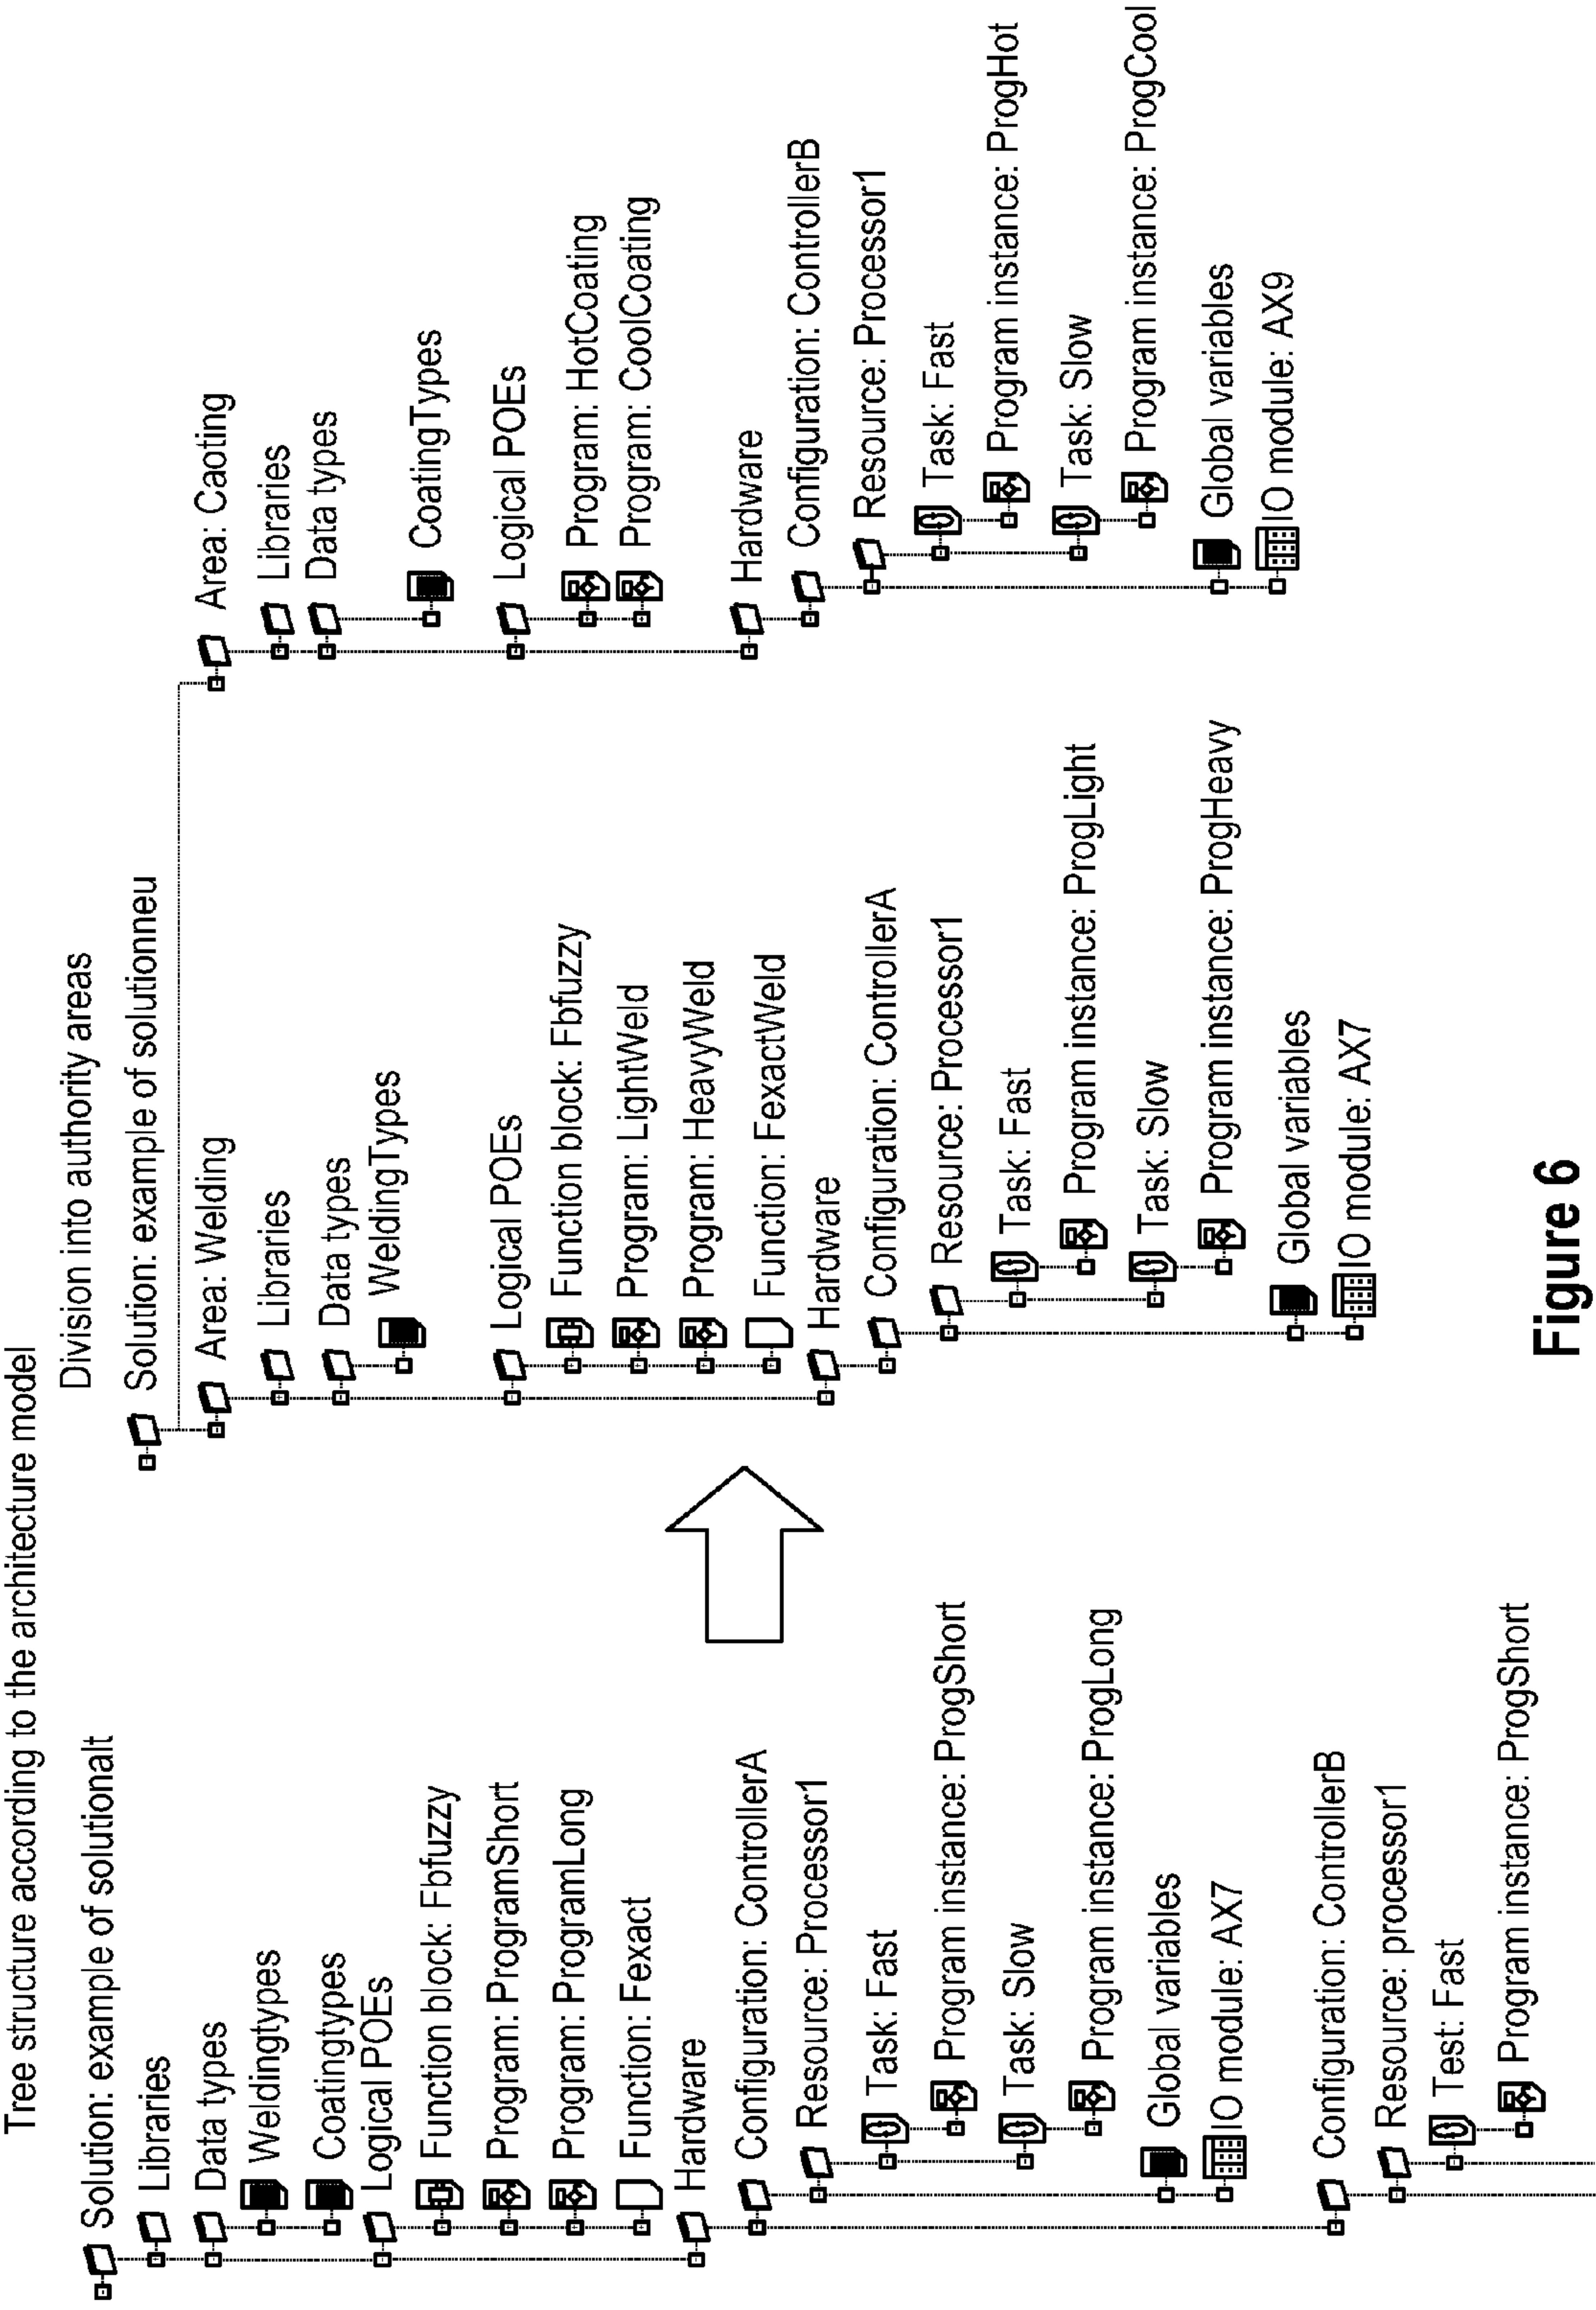 Tree structure according to the architecture model
Solution: example of solutionalt
Libraries
Data types
Weldingtypes
Coatingtypes
Logical POEs
Function block: Fbfuzzy
Program: ProgramShort
Program: ProgramLong
Function: Fexact
Hardware
Configuration: ControllerA
Resource: Processor1
Task: Fast
Program instance: ProgShort
Task: Slow
Program instance: ProgLong
Global variables
IO module: AX7
Configuration: ControllerB
Resource: processor1
Test: Fast
Program instance: ProgShort
Division into authority areas
Solution: example of solutionneu
Area: Welding
Libraries
Data types
WeldingTypes
Logical POEs
Function block: Fbfuzzy
Program: LightWeld
Program: HeavyWeld
Function: FexactWeld
Hardware
Configuration: ControllerA
Resource: Processor1
Task: Fast
Program instance: ProgLight
Task: Slow
Program instance: ProgHeavy
Global variables
IO module: AX7
Area: Caoting
Libraries
Data types
CoatingTypes
Logical POEs
Program: HotCoating
Program: CoolCoating
Hardware
Configuration: ControllerB
Resource: Processor1
Task: Fast
Program instance: ProgHot
Task: Slow
Program instance: ProgCool
Global variables
IO module: AX9
Figure 6